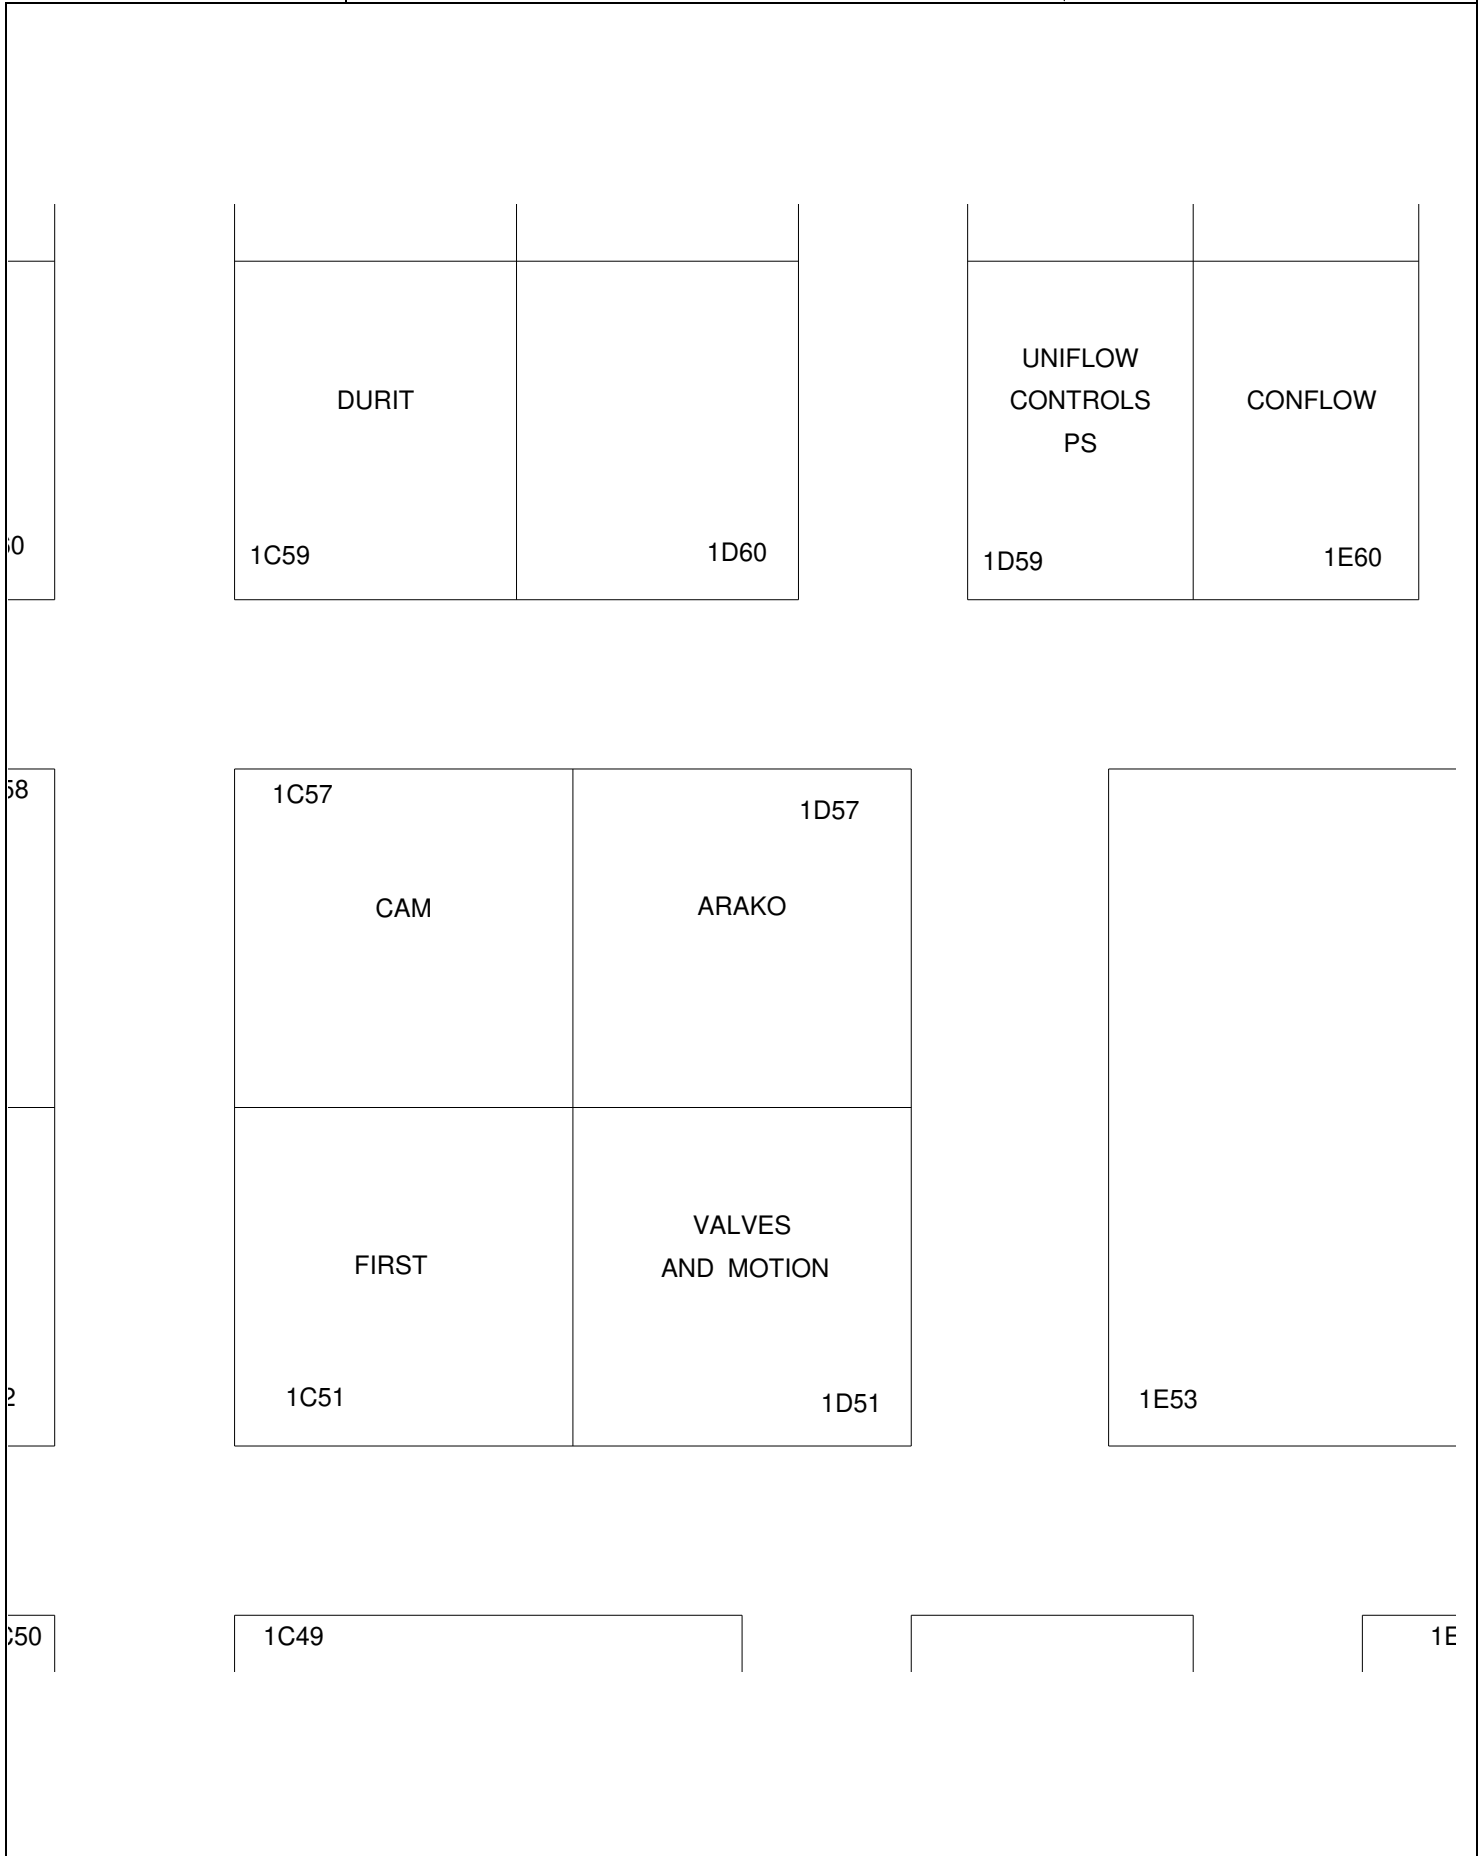 UNIFLOW
DURIT
CONTROLS
CONFLOW
PS
1C59
1D60
1D59
1E60
1C57
1D57
CAM
ARAKO
VALVES
FIRST
AND MOTION
1C51
1D51
1E53
1C49